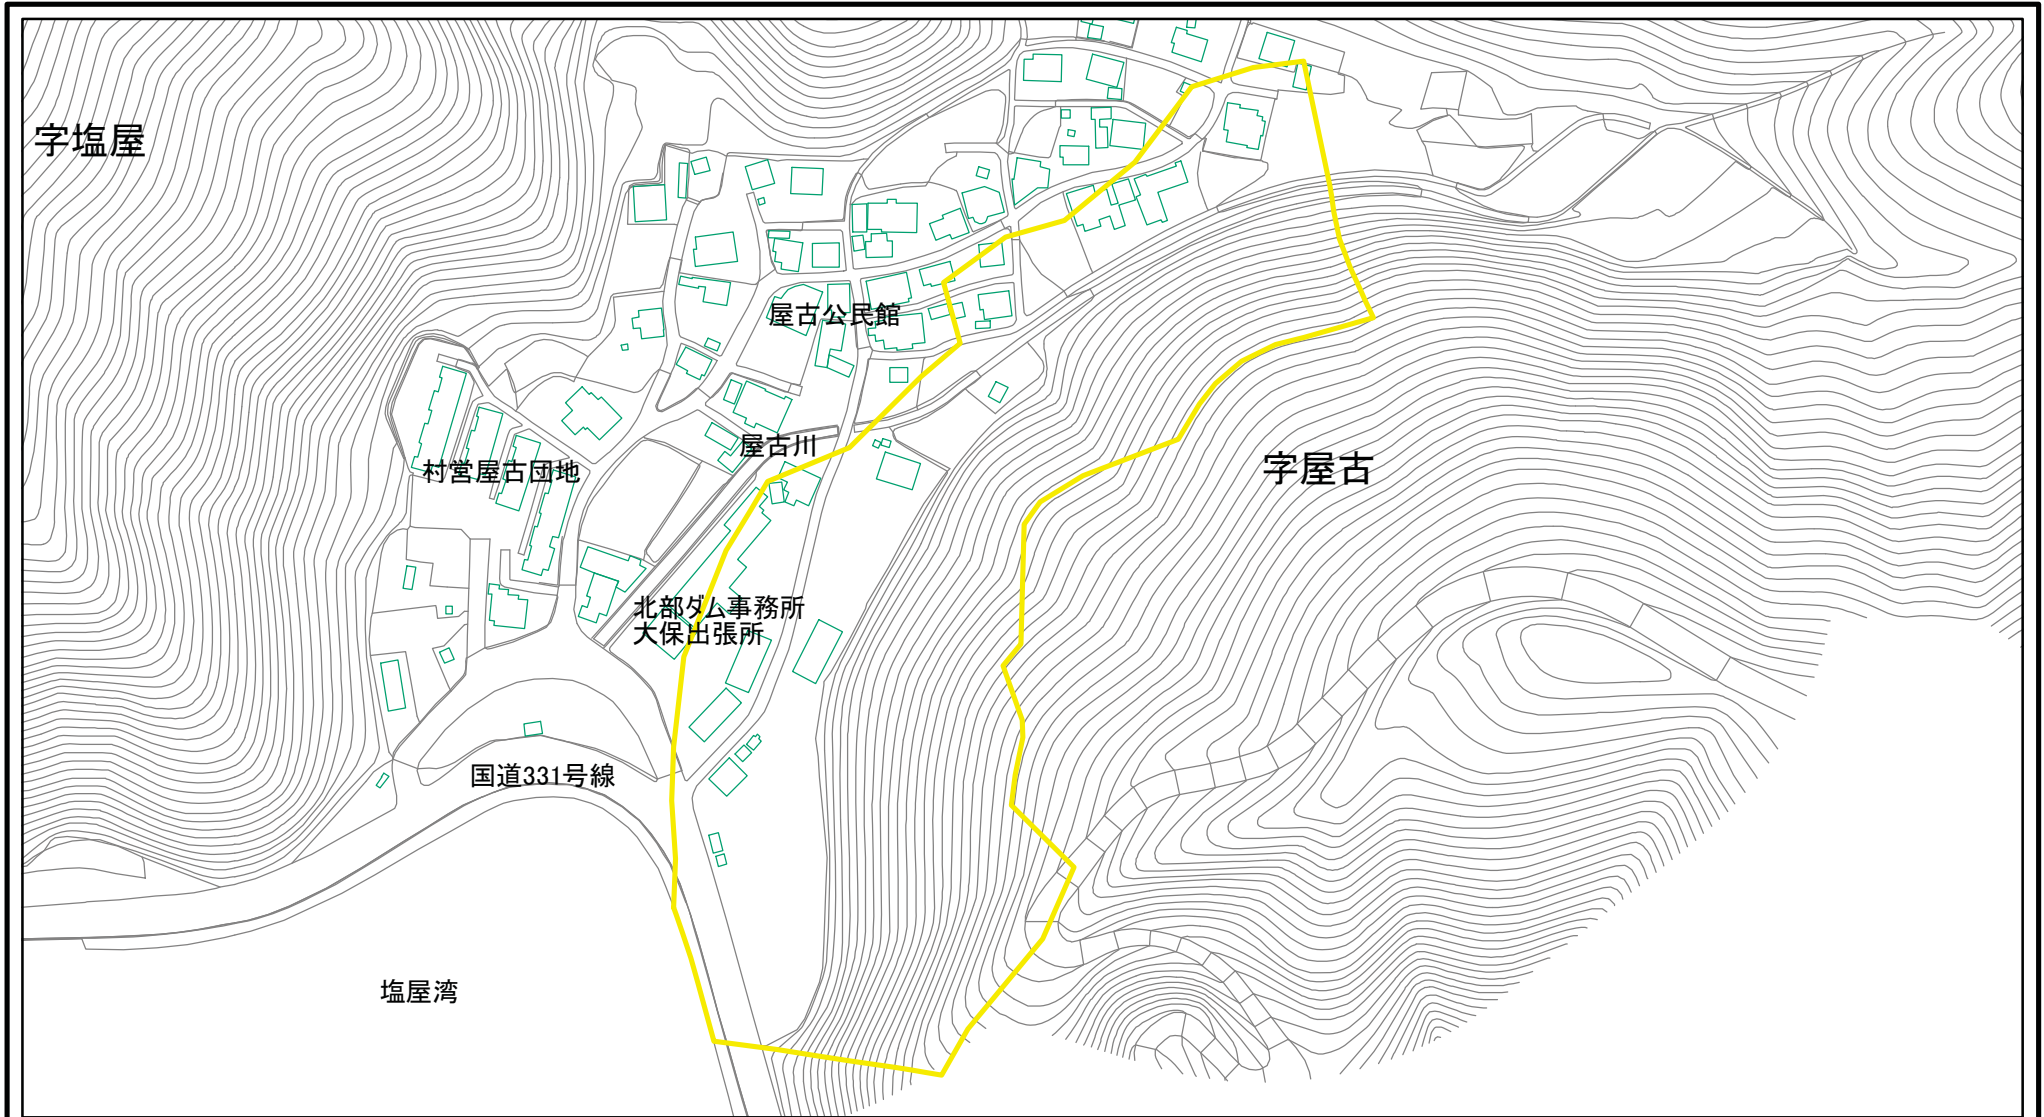 字塩屋
屋古公民館
屋古川
村営屋古団地
字屋古
北部ダム事務所
大保出張所
国道331号線
塩屋湾